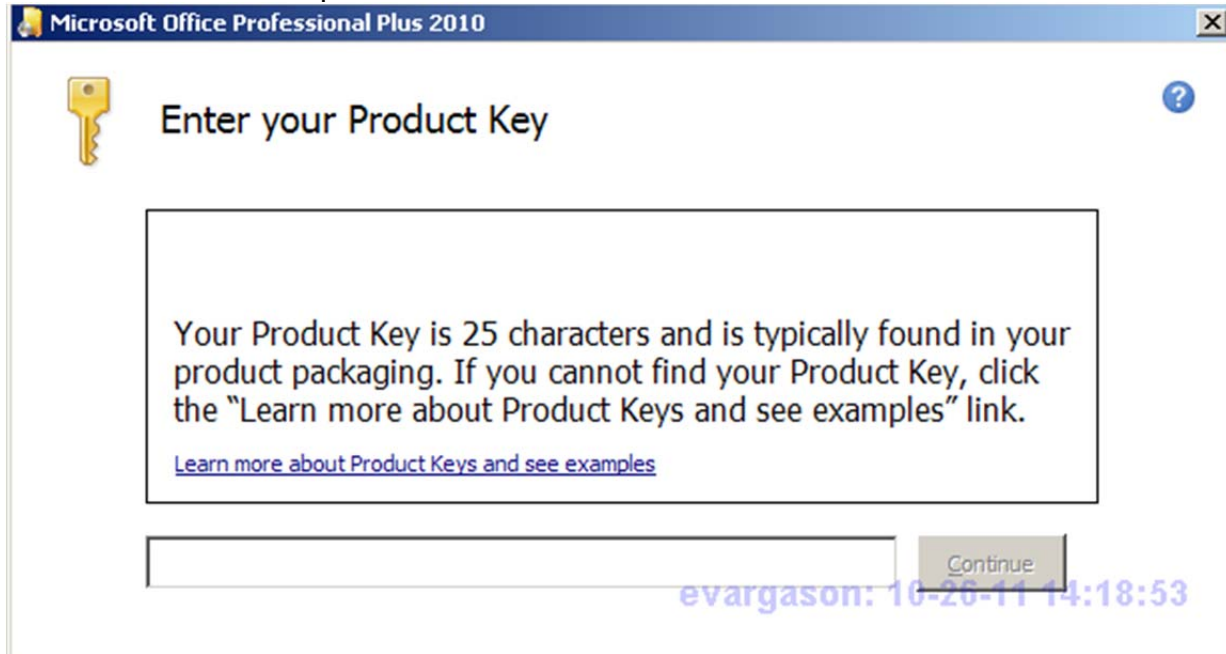 Microsoft Office Professional Plus 2010
Enter your Product Key
Your Product Key is 25 characters and is typically found in your
product packaging. If you cannot find your Product Key, click
the “Learn more about Product Keys and see examples” link.
Learn more about Product Keys and see examples
Continue
evargason: 10-26-11 14:18:53